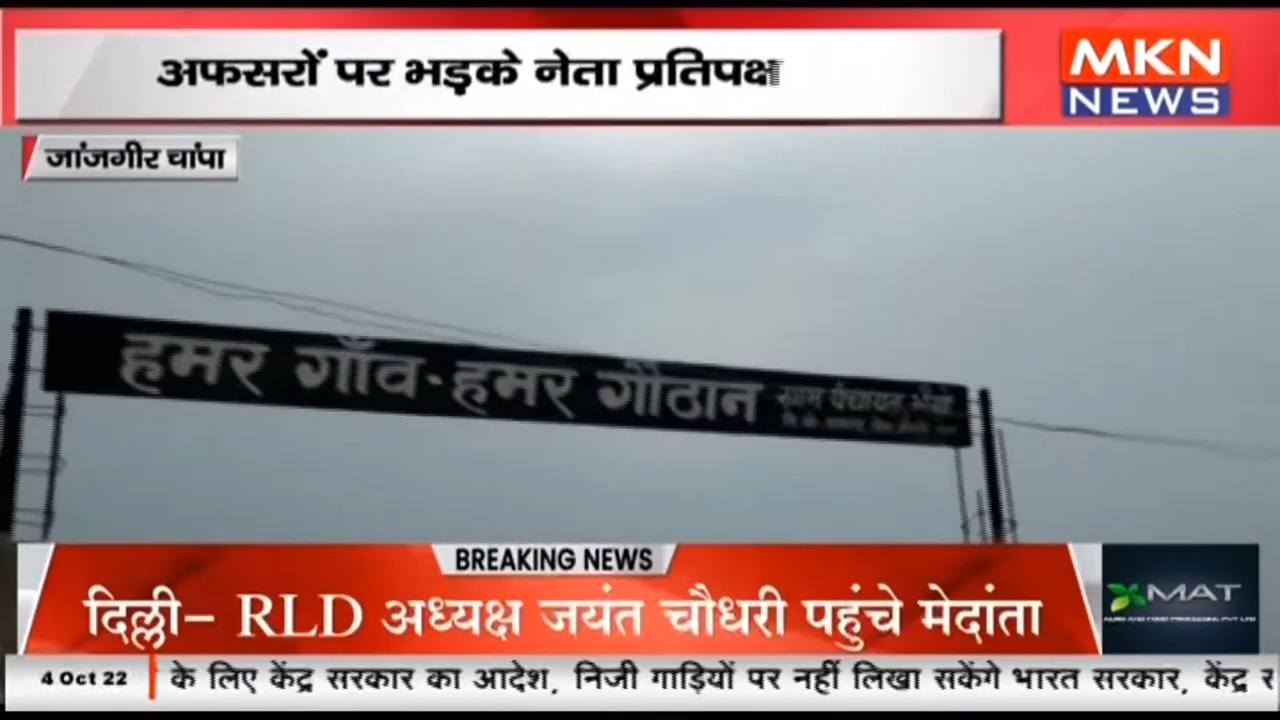 अफसरों पर भड़के नेता प्रतिपक्ष
MKN
NEWS
जांजगीर चांपा
हमर गाँव-हमर गौठान ग्राम पंचायत
BREAKING NEWS
दिल्ली– RLD अध्यक्ष जयंत चौधरी पहुंचे मेदांता
MAT
4 Oct 22 के लिए केंद्र सरकार का आदेश, निजी गाड़ियों पर नहीं लिखा सकेंगे भारत सरकार, केंद्र